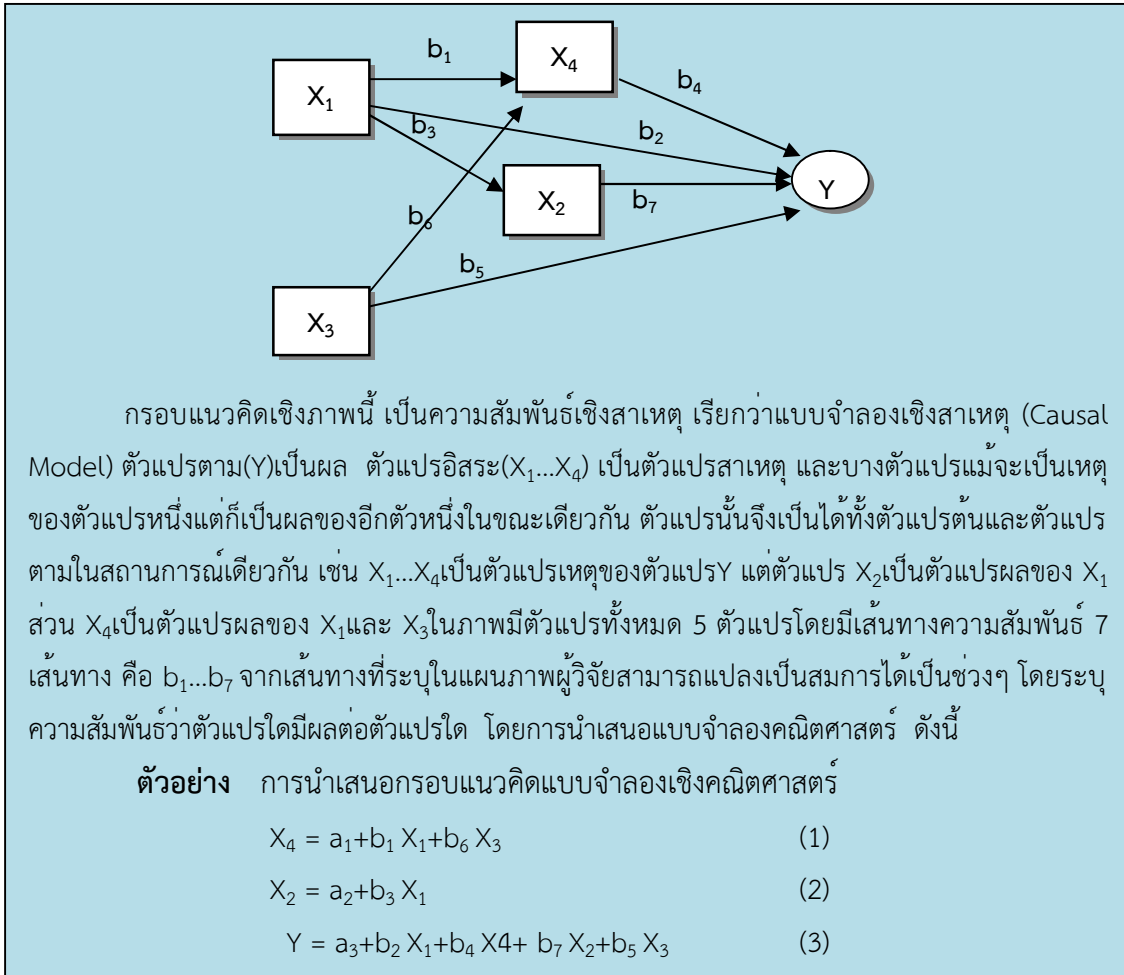 b₁
X₄
b₄
X₁
b₃
b₂
X₂
b₇
Y
b₆
b₅
X₃
กรอบแนวคิดเชิงภาพนี้ เป็นความสัมพันธ์เชิงสาเหตุ เรียกว่าแบบจำลองเชิงสาเหตุ (Causal
Model) ตัวแปรตาม(Y)เป็นผล ตัวแปรอิสระ(X₁...X₄) เป็นตัวแปรสาเหตุ และบางตัวแปรแม้จะเป็นเหตุ
ของตัวแปรหนึ่งแต่ก็เป็นผลของอีกตัวหนึ่งในขณะเดียวกัน ตัวแปรนั้นจึงเป็นได้ทั้งตัวแปรต้นและตัวแปร
ตามในสถานการณ์เดียวกัน เช่น X₁...X₄เป็นตัวแปรเหตุของตัวแปรY แต่ตัวแปร X₂เป็นตัวแปรผลของ X₁
ส่วน X₄เป็นตัวแปรผลของ X₁และ X₃ในภาพมีตัวแปรทั้งหมด 5 ตัวแปรโดยมีเส้นทางความสัมพันธ์ 7
เส้นทาง คือ b₁...b₇ จากเส้นทางที่ระบุในแผนภาพผู้วิจัยสามารถแปลงเป็นสมการได้เป็นช่วงๆ โดยระบุ
ความสัมพันธ์ว่าตัวแปรใดมีผลต่อตัวแปรใด โดยการนำเสนอแบบจำลองคณิตศาสตร์ ดังนี้
ตัวอย่าง การนำเสนอกรอบแนวคิดแบบจำลองเชิงคณิตศาสตร์
X₄ = a₁+b₁ X₁+b₆ X₃ (1)
X₂ = a₂+b₃ X₁ (2)
Y = a₃+b₂ X₁+b₄ X4+ b₇ X₂+b₅ X₃ (3)